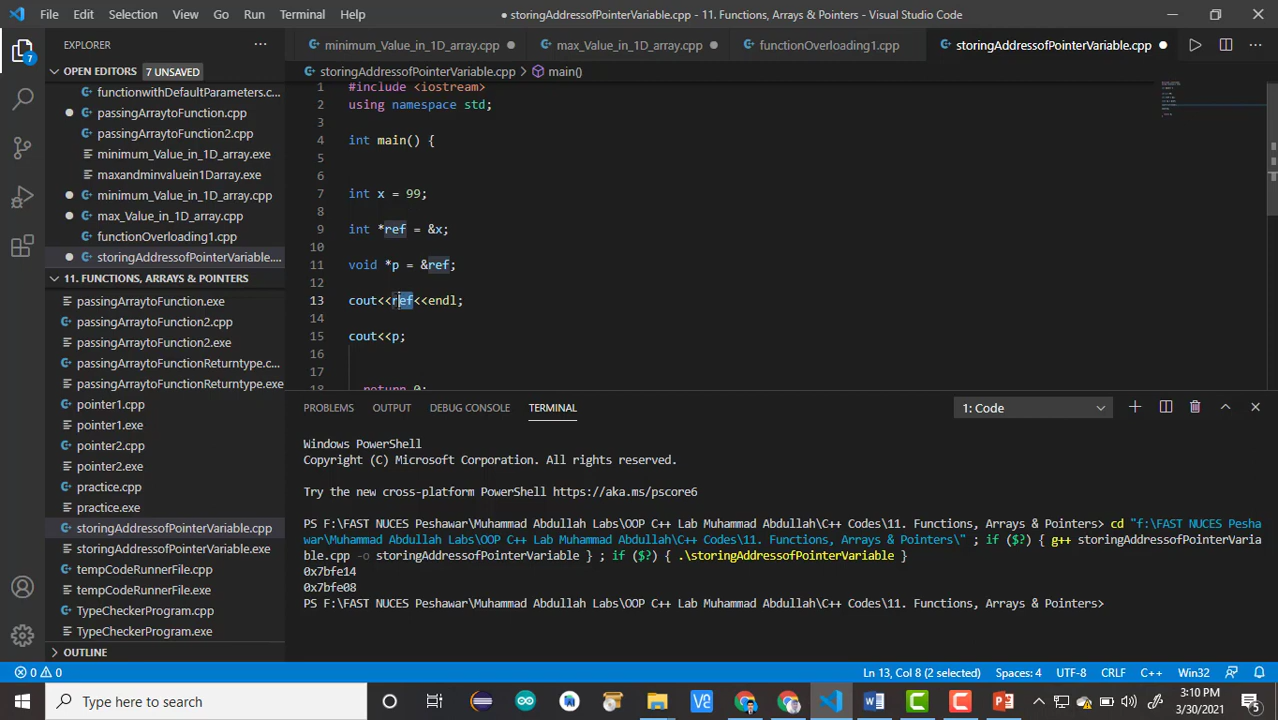 File Edit Selection View Go Run Terminal Help
● storingAddressofPointerVariable.cpp - 11. Functions, Arrays & Pointers - Visual Studio Code
EXPLORER
minimum_Value_in_1D_array.cpp
max_Value_in_1D_array.cpp
functionOverloading1.cpp
storingAddressofPointerVariable.cpp
OPEN EDITORS 7 UNSAVED
7
storingAddressofPointerVariable.cpp > main()
functionwithDefaultParameters.c...
passingArraytoFunction.cpp
passingArraytoFunction2.cpp
minimum_Value_in_1D_array.exe
maxandminvaluein1Darray.exe
minimum_Value_in_1D_array.cpp
max_Value_in_1D_array.cpp
functionOverloading1.cpp
storingAddressofPointerVariable....
11. FUNCTIONS, ARRAYS & POINTERS
passingArraytoFunction.exe
passingArraytoFunction2.cpp
passingArraytoFunction2.exe
passingArraytoFunctionReturntype.c...
passingArraytoFunctionReturntype.exe
pointer1.cpp
pointer1.exe
pointer2.cpp
pointer2.exe
practice.cpp
practice.exe
storingAddressofPointerVariable.cpp
storingAddressofPointerVariable.exe
tempCodeRunnerFile.cpp
tempCodeRunnerFile.exe
TypeCheckerProgram.cpp
TypeCheckerProgram.exe
OUTLINE
1 #include <iostream>
2 using namespace std;
3
4 int main() {
5
6
7 int x = 99;
8
9 int *ref = &x;
10
11 void *p = &ref;
12
13 cout<<ref<<endl;
14
15 cout<<p;
16
17
18 return 0;
PROBLEMS OUTPUT DEBUG CONSOLE TERMINAL
1: Code
Windows PowerShell
Copyright (C) Microsoft Corporation. All rights reserved.
Try the new cross-platform PowerShell https://aka.ms/pscore6
PS F:\FAST NUCES Peshawar\Muhammad Abdullah Labs\OOP C++ Lab Muhammad Abdullah\C++ Codes\11. Functions, Arrays & Pointers> cd "f:\FAST NUCES Pesha
war\Muhammad Abdullah Labs\OOP C++ Lab Muhammad Abdullah\C++ Codes\11. Functions, Arrays & Pointers\" ; if ($?) { g++ storingAddressofPointerVaria
ble.cpp -o storingAddressofPointerVariable } ; if ($?) { .\storingAddressofPointerVariable }
0x7bfe14
0x7bfe08
PS F:\FAST NUCES Peshawar\Muhammad Abdullah Labs\OOP C++ Lab Muhammad Abdullah\C++ Codes\11. Functions, Arrays & Pointers>
0 0
Ln 13, Col 8 (2 selected) Spaces: 4 UTF-8 CRLF C++ Win32
Type here to search
3:10 PM
3/30/2021
5